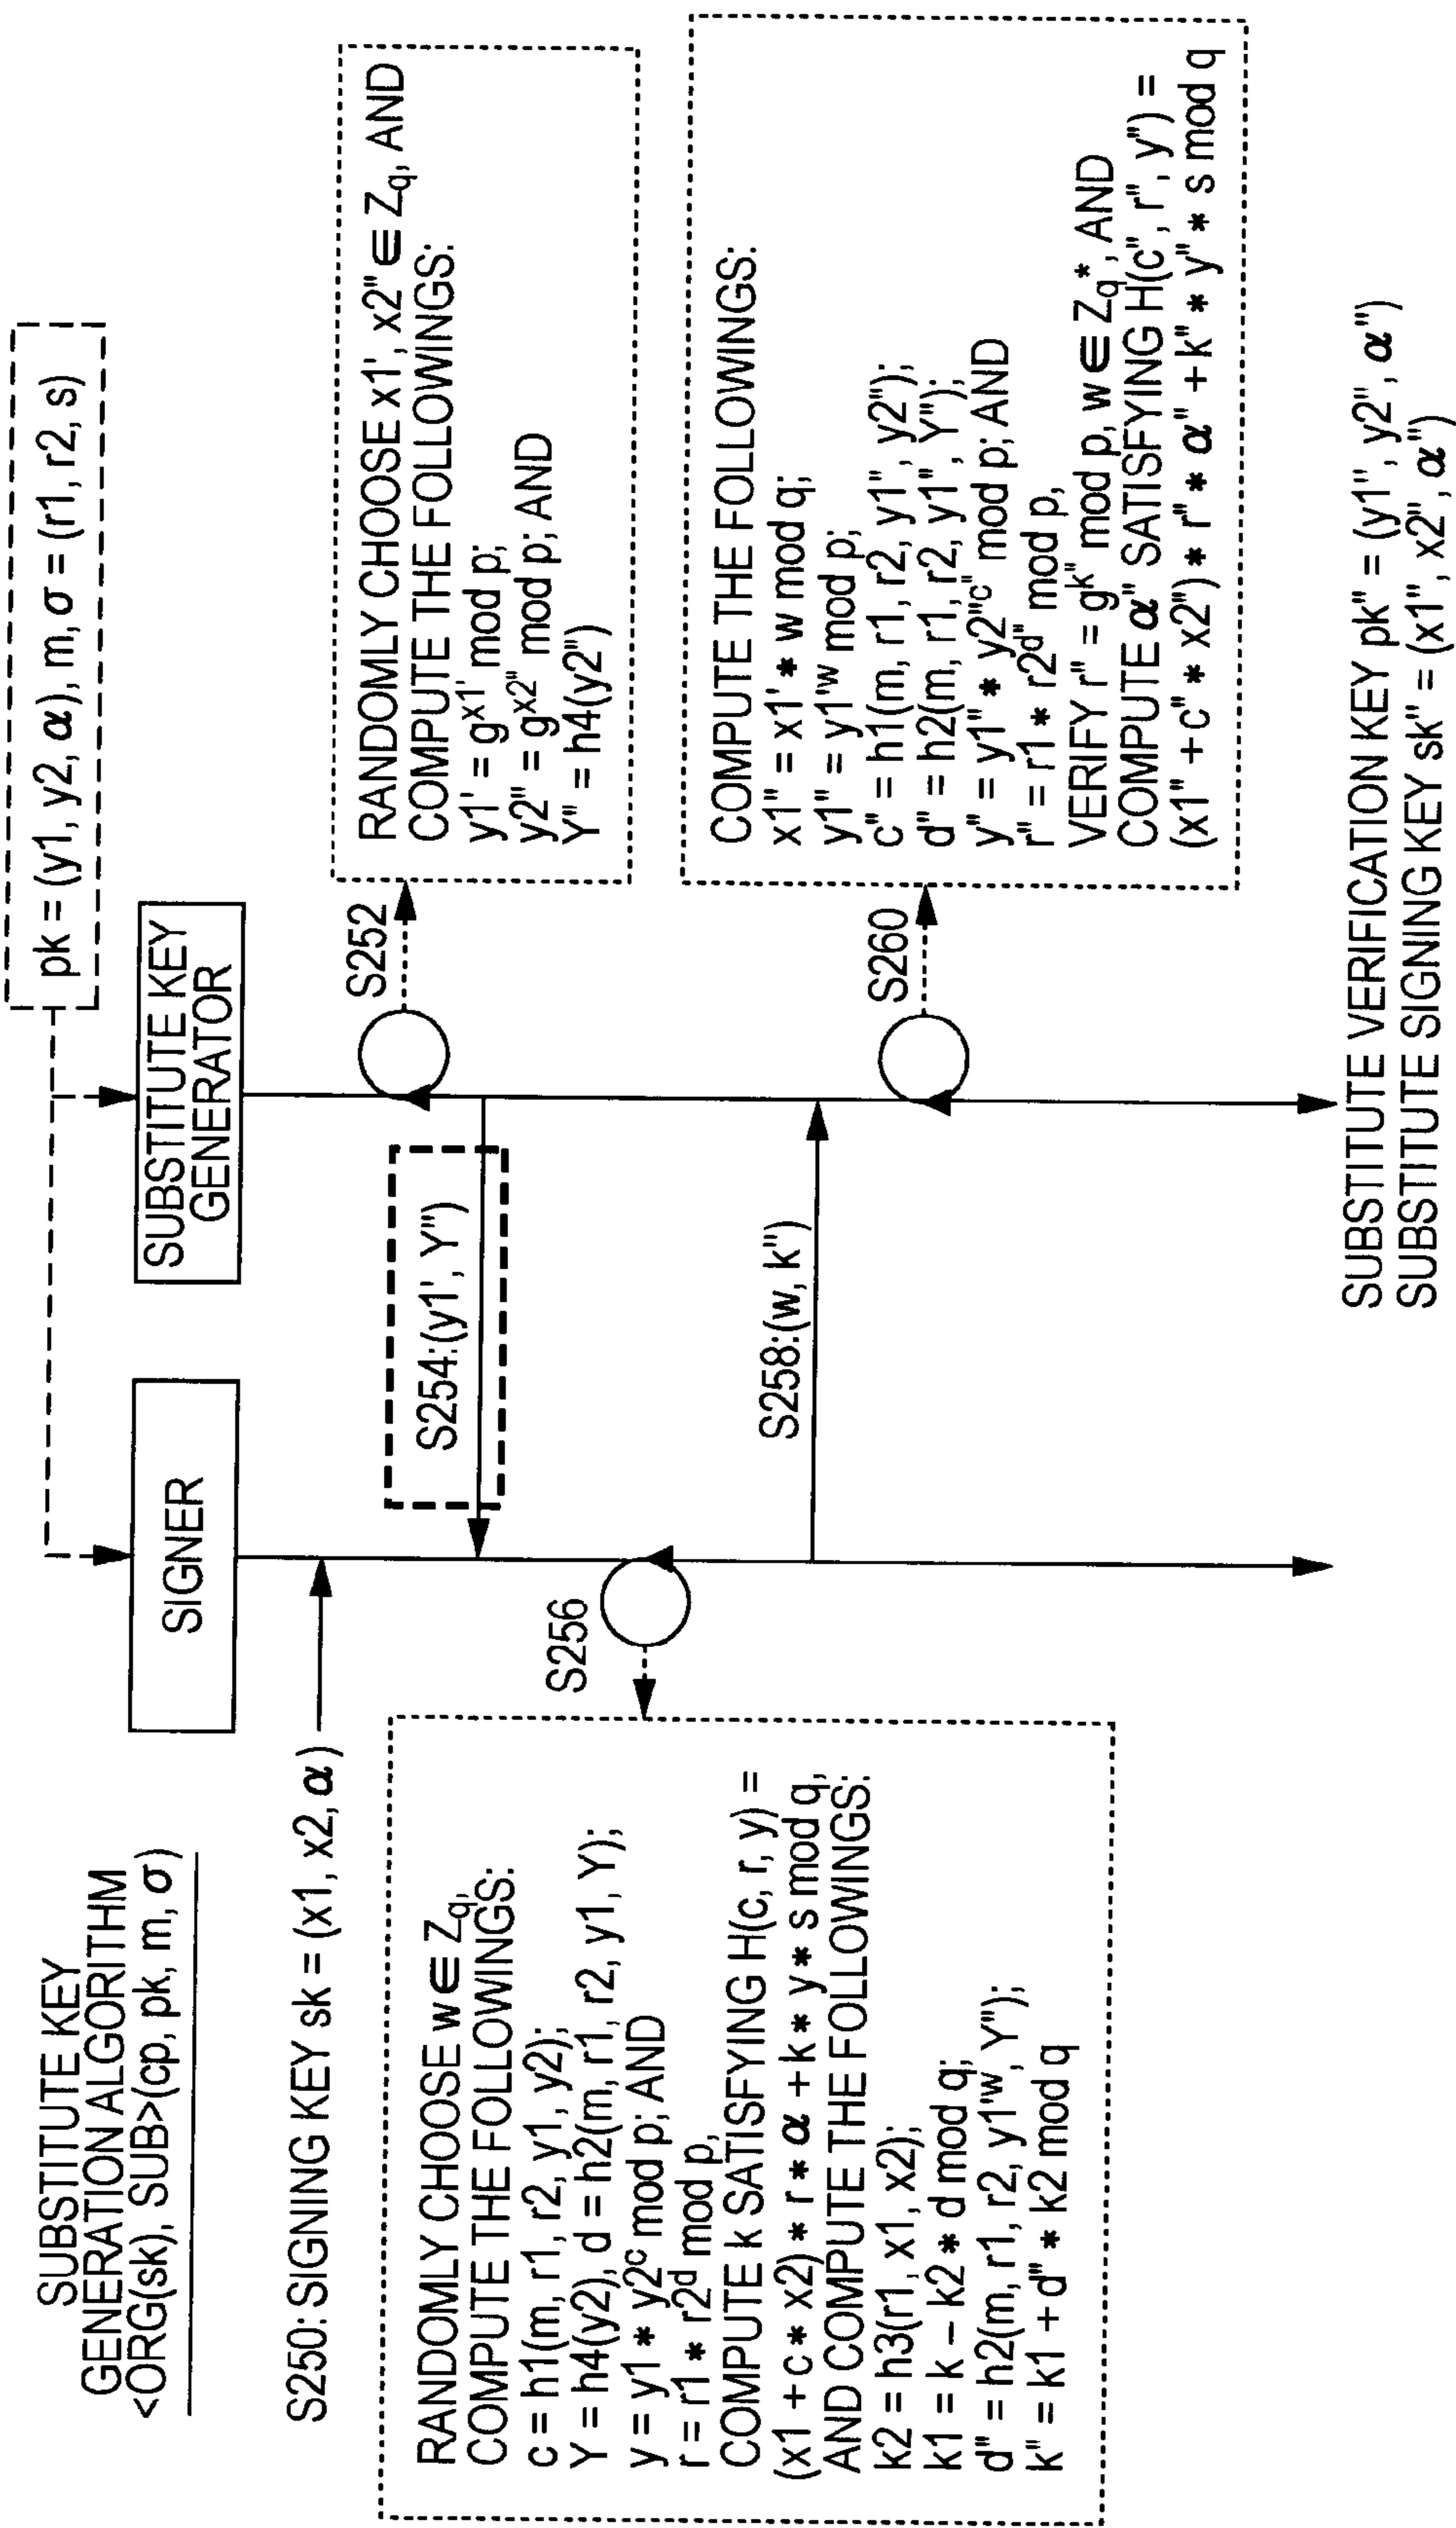 SUBSTITUTE KEY
GENERATION ALGORITHM
<ORG(sk), SUB>(cp, pk, m, σ)
pk = (y1, y2, α), m, σ = (r1, r2, s)
SIGNER
SUBSTITUTE KEY
GENERATOR
S250: SIGNING KEY sk = (x1, x2, α)
S252
RANDOMLY CHOOSE x1', x2" ∈ Zq, AND
COMPUTE THE FOLLOWINGS:
y1' = g^x1' mod p;
y2" = g^x2" mod p; AND
Y" = h4(y2")
S254:(y1', Y")
S256
RANDOMLY CHOOSE w ∈ Zq,
COMPUTE THE FOLLOWINGS:
c = h1(m, r1, r2, y1, y2);
Y = h4(y2), d = h2(m, r1, r2, y1, Y);
y = y1 * y2^c mod p; AND
r = r1 * r2^d mod p,
COMPUTE k SATISFYING H(c, r, y) =
(x1 + c * x2) * r * α + k * y * s mod q,
AND COMPUTE THE FOLLOWINGS:
k2 = h3(r1, x1, x2);
k1 = k – k2 * d mod q;
d" = h2(m, r1, r2, y1'^w, Y");
k" = k1 + d" * k2 mod q
S258:(w, k")
S260
COMPUTE THE FOLLOWINGS:
x1" = x1' * w mod q;
y1" = y1'^w mod p;
c" = h1(m, r1, r2, y1", y2");
d" = h2(m, r1, r2, y1", Y");
y" = y1" * y2"^c" mod p; AND
r" = r1 * r2^d" mod p,
VERIFY r" = g^k" mod p, w ∈ Zq*, AND
COMPUTE α" SATISFYING H(c", r", y") =
(x1" + c" * x2") * r" * α" + k" * y" * s mod q
SUBSTITUTE VERIFICATION KEY pk" = (y1", y2", α")
SUBSTITUTE SIGNING KEY sk" = (x1", x2", α")